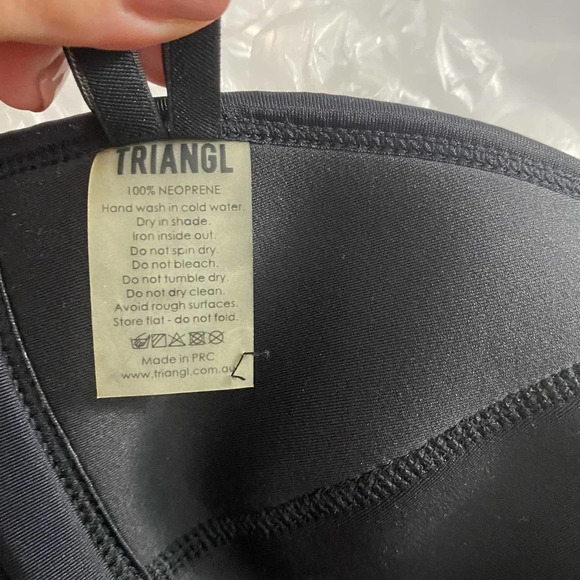 TRIANGL
100% NEOPRENE
Hand wash in cold water.
Dry in shade.
Iron inside out.
Do not spin dry.
Do not bleach.
Do not tumble dry.
Do not dry clean.
Avoid rough surfaces.
Store flat - do not fold.
Made in PRC
www.triangl.com.au